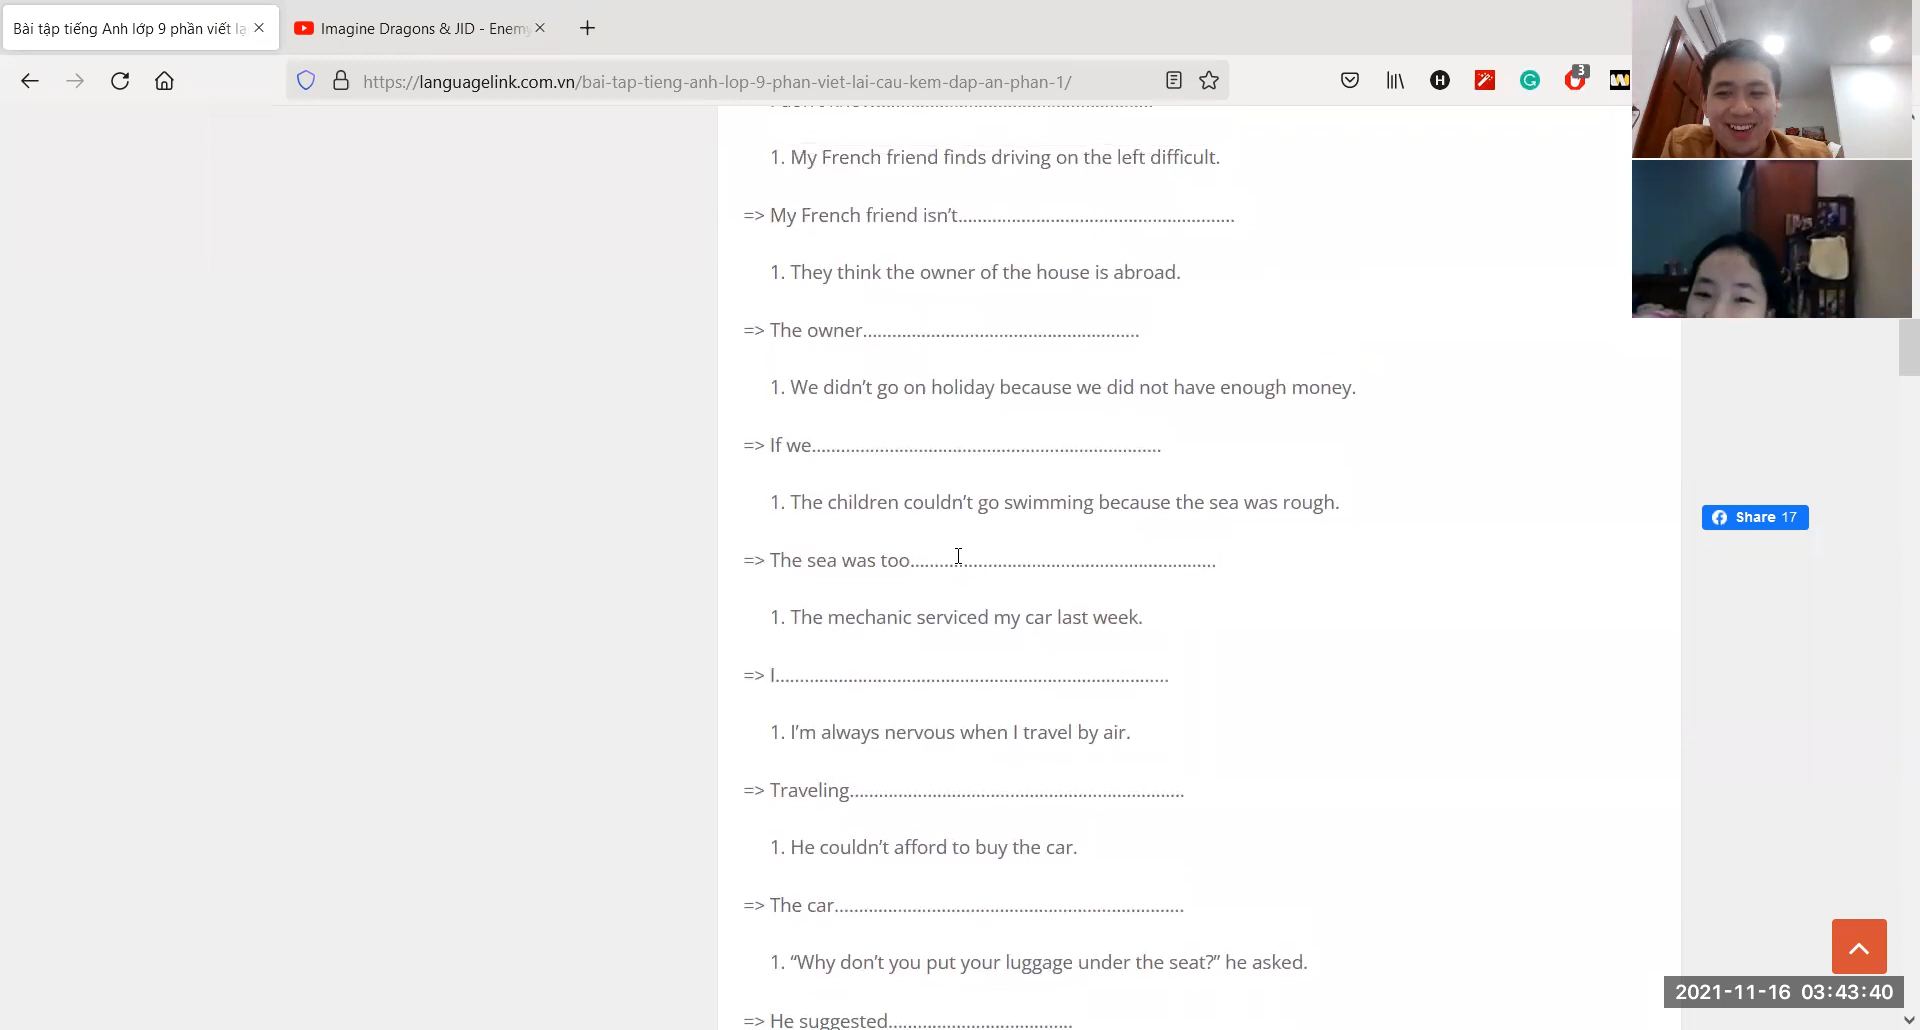 Bài tập tiếng Anh lớp 9 phần viết lạ
Imagine Dragons & JID - Enemy
https://languagelink.com.vn/bai-tap-tieng-anh-lop-9-phan-viet-lai-cau-kem-dap-an-phan-1/
3
1. My French friend finds driving on the left difficult.
=> My French friend isn’t.........................................................
1. They think the owner of the house is abroad.
=> The owner.........................................................
1. We didn’t go on holiday because we did not have enough money.
=> If we........................................................................
1. The children couldn’t go swimming because the sea was rough.
=> The sea was too...............................................................
1. The mechanic serviced my car last week.
=> I.................................................................................
1. I’m always nervous when I travel by air.
=> Traveling.....................................................................
1. He couldn’t afford to buy the car.
=> The car........................................................................
1. “Why don’t you put your luggage under the seat?” he asked.
=> He suggested......................................
Share 17
2021-11-16 03:43:40